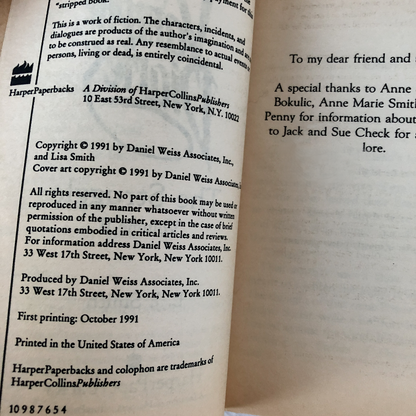 "stripped book."
This is a work of fiction. The characters, incidents, and
dialogues are products of the author's imagination and are
to be construed as real. Any resemblance to actual events
persons, living or dead, is entirely coincidental.
HarperPaperbacks
A Division of HarperCollinsPublishers
10 East 53rd Street, New York, N.Y. 10022
Copyright © 1991 by Daniel Weiss Associates, Inc.,
and Lisa Smith
Cover art copyright © 1991 by Daniel Weiss Associates,
All rights reserved. No part of this book may be used or
reproduced in any manner whatsoever without written
permission of the publisher, except in the case of brief
quotations embodied in critical articles and reviews.
For information address Daniel Weiss Associates, Inc.
33 West 17th Street, New York, New York 10011.
Produced by Daniel Weiss Associates, Inc.
33 West 17th Street, New York, New York 10011.
First printing: October 1991
Printed in the United States of America
HarperPaperbacks and colophon are trademarks of
HarperCollinsPublishers
10 9 8 7 6 5 4
To my dear friend and
A special thanks to Anne
Bokulic, Anne Marie Smith
Penny for information about
to Jack and Sue Check for
lore.